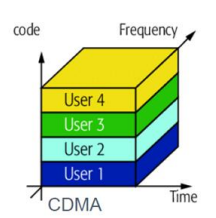 code
Frequency
User 4
User 3
User 2
User 1
Time
CDMA